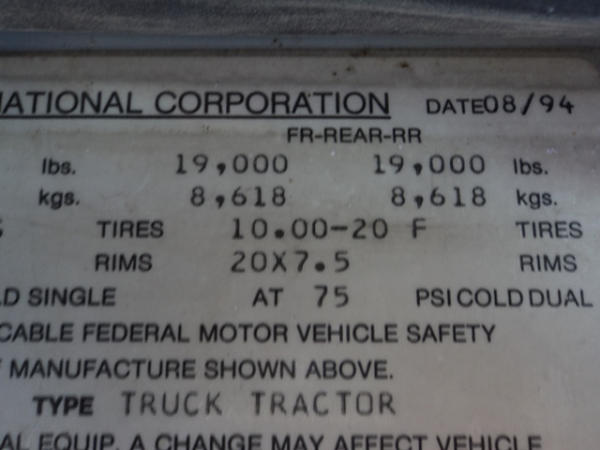 NATIONAL CORPORATION DATE08/94
FR-REAR-RR
lbs. 19,000 19,000 lbs.
kgs. 8,618 8,618 kgs.
TIRES 10.00-20 F TIRES
RIMS 20X7.5 RIMS
D SINGLE AT 75 PSI COLD DUAL
CABLE FEDERAL MOTOR VEHICLE SAFETY
MANUFACTURE SHOWN ABOVE.
TYPE TRUCK TRACTOR
AL EQUIP. A CHANGE MAY AFFECT VEHICLE